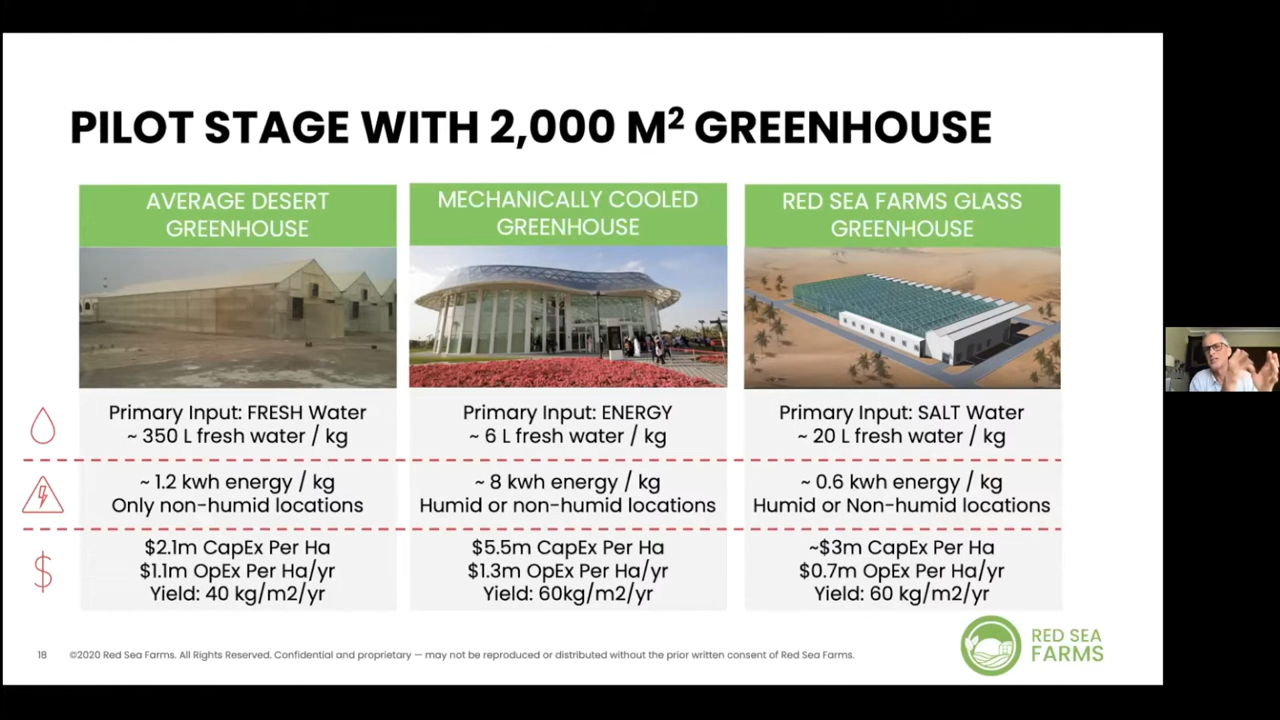 PILOT STAGE WITH 2,000 M² GREENHOUSE
AVERAGE DESERT
GREENHOUSE
MECHANICALLY COOLED
GREENHOUSE
RED SEA FARMS GLASS
GREENHOUSE
Primary Input: FRESH Water
~ 350 L fresh water / kg
Primary Input: ENERGY
~ 6 L fresh water / kg
Primary Input: SALT Water
~ 20 L fresh water / kg
~ 1.2 kwh energy / kg
Only non-humid locations
~ 8 kwh energy / kg
Humid or non-humid locations
~ 0.6 kwh energy / kg
Humid or Non-humid locations
$
$2.1m CapEx Per Ha
$1.1m OpEx Per Ha/yr
Yield: 40 kg/m2/yr
$5.5m CapEx Per Ha
$1.3m OpEx Per Ha/yr
Yield: 60kg/m2/yr
~$3m CapEx Per Ha
$0.7m OpEx Per Ha/yr
Yield: 60 kg/m2/yr
18
©2020 Red Sea Farms. All Rights Reserved. Confidential and proprietary — may not be reproduced or distributed without the prior written consent of Red Sea Farms.
RED SEA
FARMS